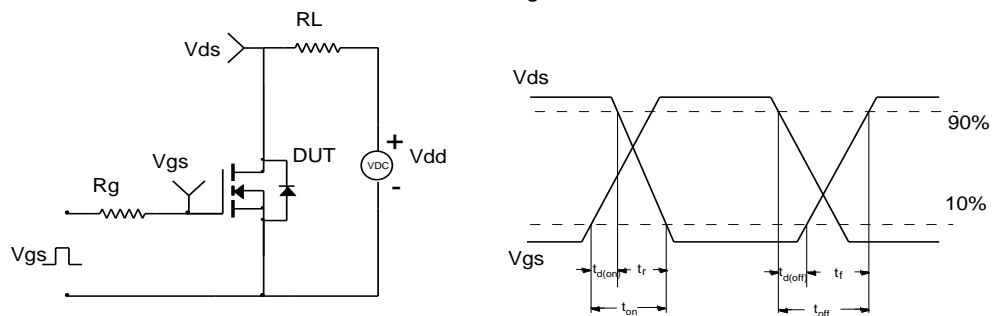 RL
Vds
Vgs
DUT
VDC
+
-
Vdd
Rg
Vgs
Vds
90%
10%
Vgs
td(on)
tr
td(off)
tf
ton
toff